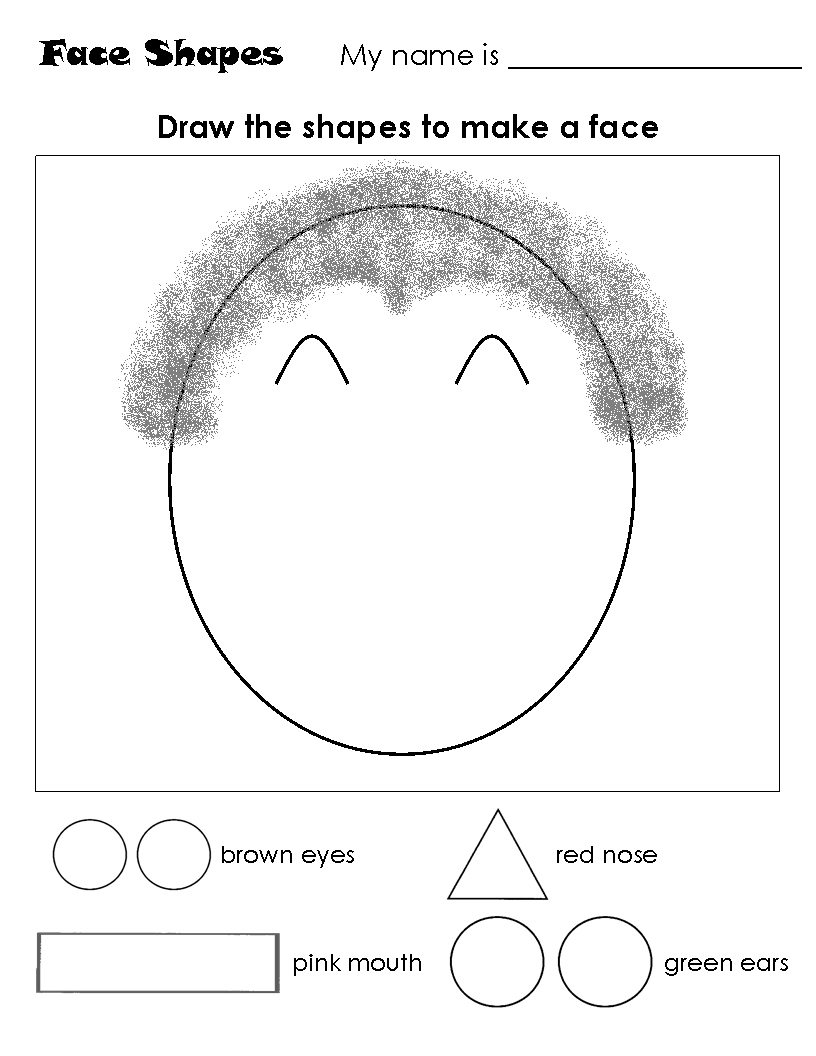 Face Shapes My name is
Draw the shapes to make a face
brown eyes
red nose
pink mouth
green ears